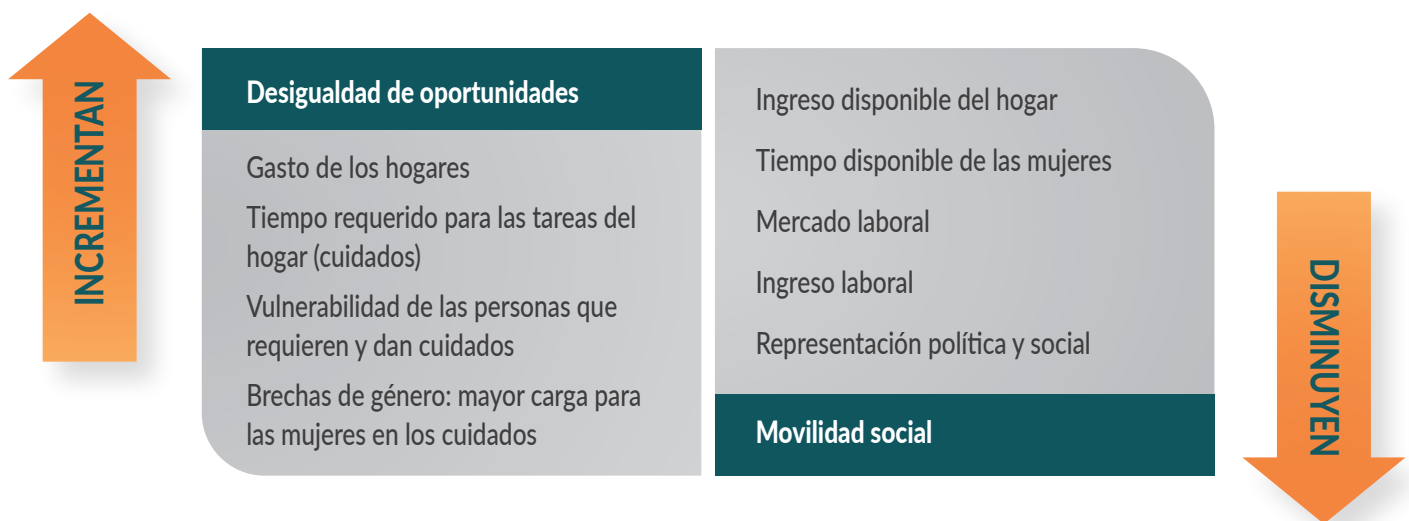 INCREMENTAN
Desigualdad de oportunidades
Gasto de los hogares
Tiempo requerido para las tareas del
hogar (cuidados)
Vulnerabilidad de las personas que
requieren y dan cuidados
Brechas de género: mayor carga para
las mujeres en los cuidados
Ingreso disponible del hogar
Tiempo disponible de las mujeres
Mercado laboral
Ingreso laboral
Representación política y social
Movilidad social
DISMINUYEN